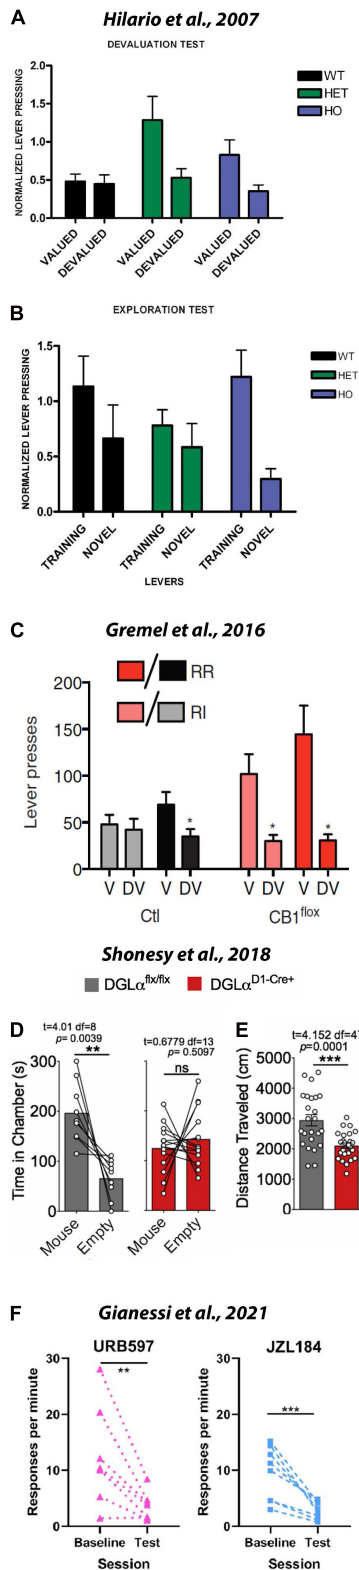 A
Hilario et al., 2007
DEVALUATION TEST
NORMALIZED LEVER PRESSING
2.0
1.5
1.0
0.5
0.0
WT
HET
HO
VALUED
DEVALUED
VALUED
DEVALUED
VALUED
DEVALUED
B
EXPLORATION TEST
NORMALIZED LEVER PRESSING
1.5
1.0
0.5
0.0
WT
HET
HO
TRAINING
NOVEL
TRAINING
NOVEL
TRAINING
NOVEL
LEVERS
C
Gremel et al., 2016
Lever presses
200
150
100
50
0
RR
RI
*
*
*
V DV V DV V DV V DV
Ctl CB1flox
Shonesy et al., 2018
DGLαflx/flx DGLαD1-Cre+
D
t=4.01 df=8
p= 0.0039
**
Time in Chamber (s)
300
200
100
0
Mouse
Empty
t=0.6779 df=13
p= 0.5097
ns
Mouse
Empty
E
t=4.152 df=47
p=0.0001
***
Distance Traveled (cm)
5000
4000
3000
2000
1000
0
F
Gianessi et al., 2021
URB597
**
Responses per minute
30
20
10
0
Baseline Test
Session
JZL184
***
Responses per minute
30
20
10
0
Baseline Test
Session